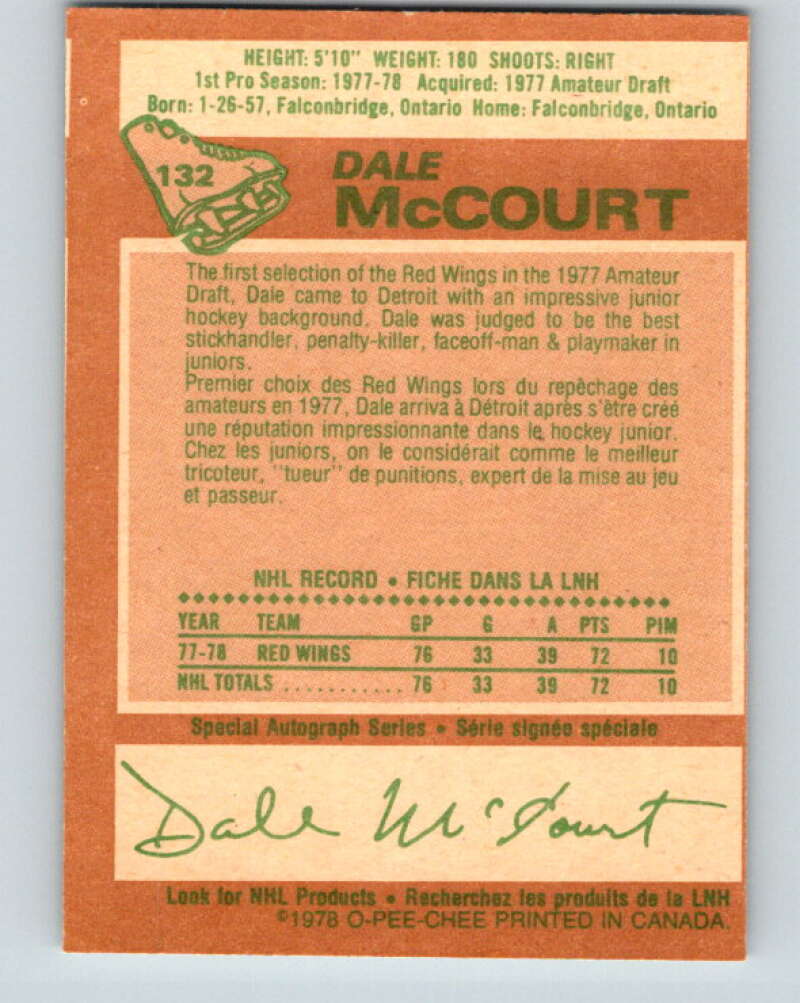 HEIGHT: 5'10" WEIGHT: 180 SHOOTS: RIGHT
1st Pro Season: 1977-78 Acquired: 1977 Amateur Draft
Born: 1-26-57, Falconbridge, Ontario Home: Falconbridge, Ontario
132
DALE
McCOURT
The first selection of the Red Wings in the 1977 Amateur
Draft, Dale came to Detroit with an impressive junior
hockey background. Dale was judged to be the best
stickhandler, penalty-killer, faceoff-man & playmaker in
juniors.
Premier choix des Red Wings lors du repêchage des
amateurs en 1977, Dale arriva à Détroit après s'être créé
une réputation impressionnante dans le hockey junior.
Chez les juniors, on le considérait comme le meilleur
tricoteur, "tueur" de punitions, expert de la mise au jeu
et passeur.
NHL RECORD • FICHE DANS LA LNH
YEAR TEAM GP G A PTS PIM
77-78 RED WINGS 76 33 39 72 10
NHL TOTALS ........... 76 33 39 72 10
Special Autograph Series • Série signée spéciale
Dale McCourt
Look for NHL Products • Recherchez les produits de la LNH
©1978 O-PEE-CHEE PRINTED IN CANADA.